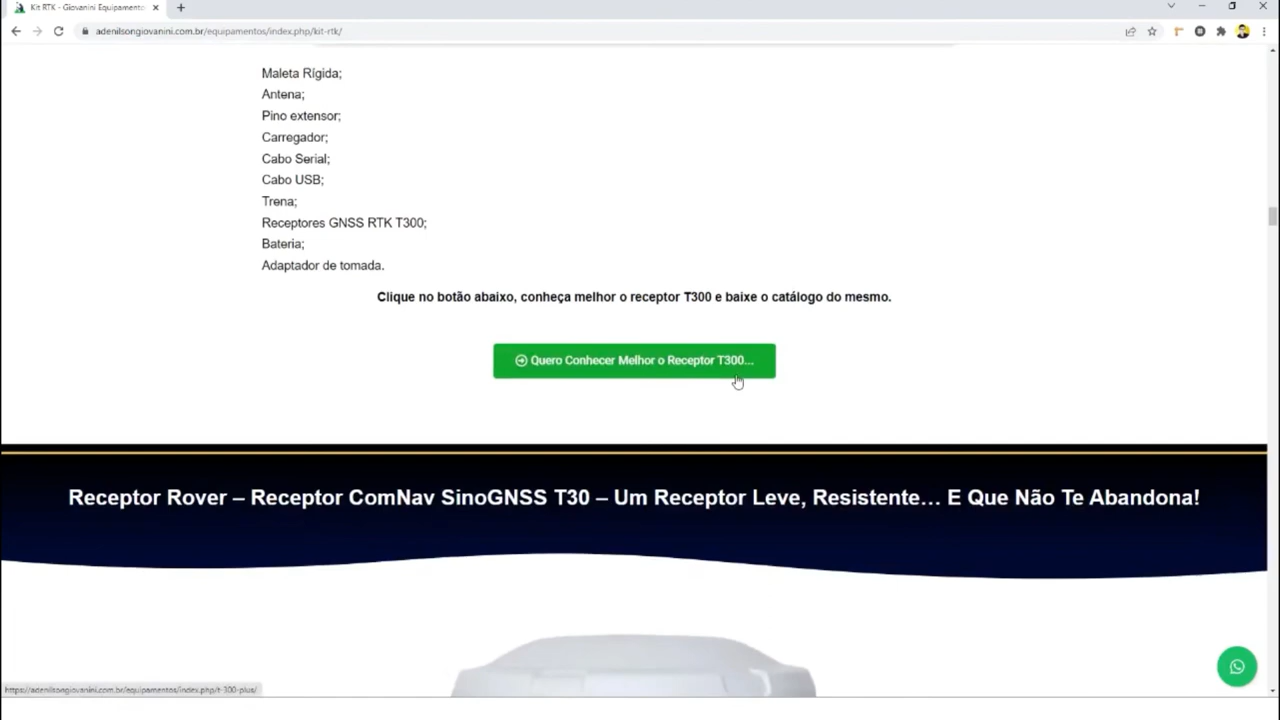 Kit RTK - Giovanini Equipamento
adenilsongiovanini.com.br/equipamentos/index.php/kit-rtk/
Maleta Rígida;
Antena;
Pino extensor;
Carregador;
Cabo Serial;
Cabo USB;
Trena;
Receptores GNSS RTK T300;
Bateria;
Adaptador de tomada.
Clique no botão abaixo, conheça melhor o receptor T300 e baixe o catálogo do mesmo.
Quero Conhecer Melhor o Receptor T300...
Receptor Rover – Receptor ComNav SinoGNSS T30 – Um Receptor Leve, Resistente… E Que Não Te Abandona!
https://adenilsongiovanini.com.br/equipamentos/index.php/t-300-plus/